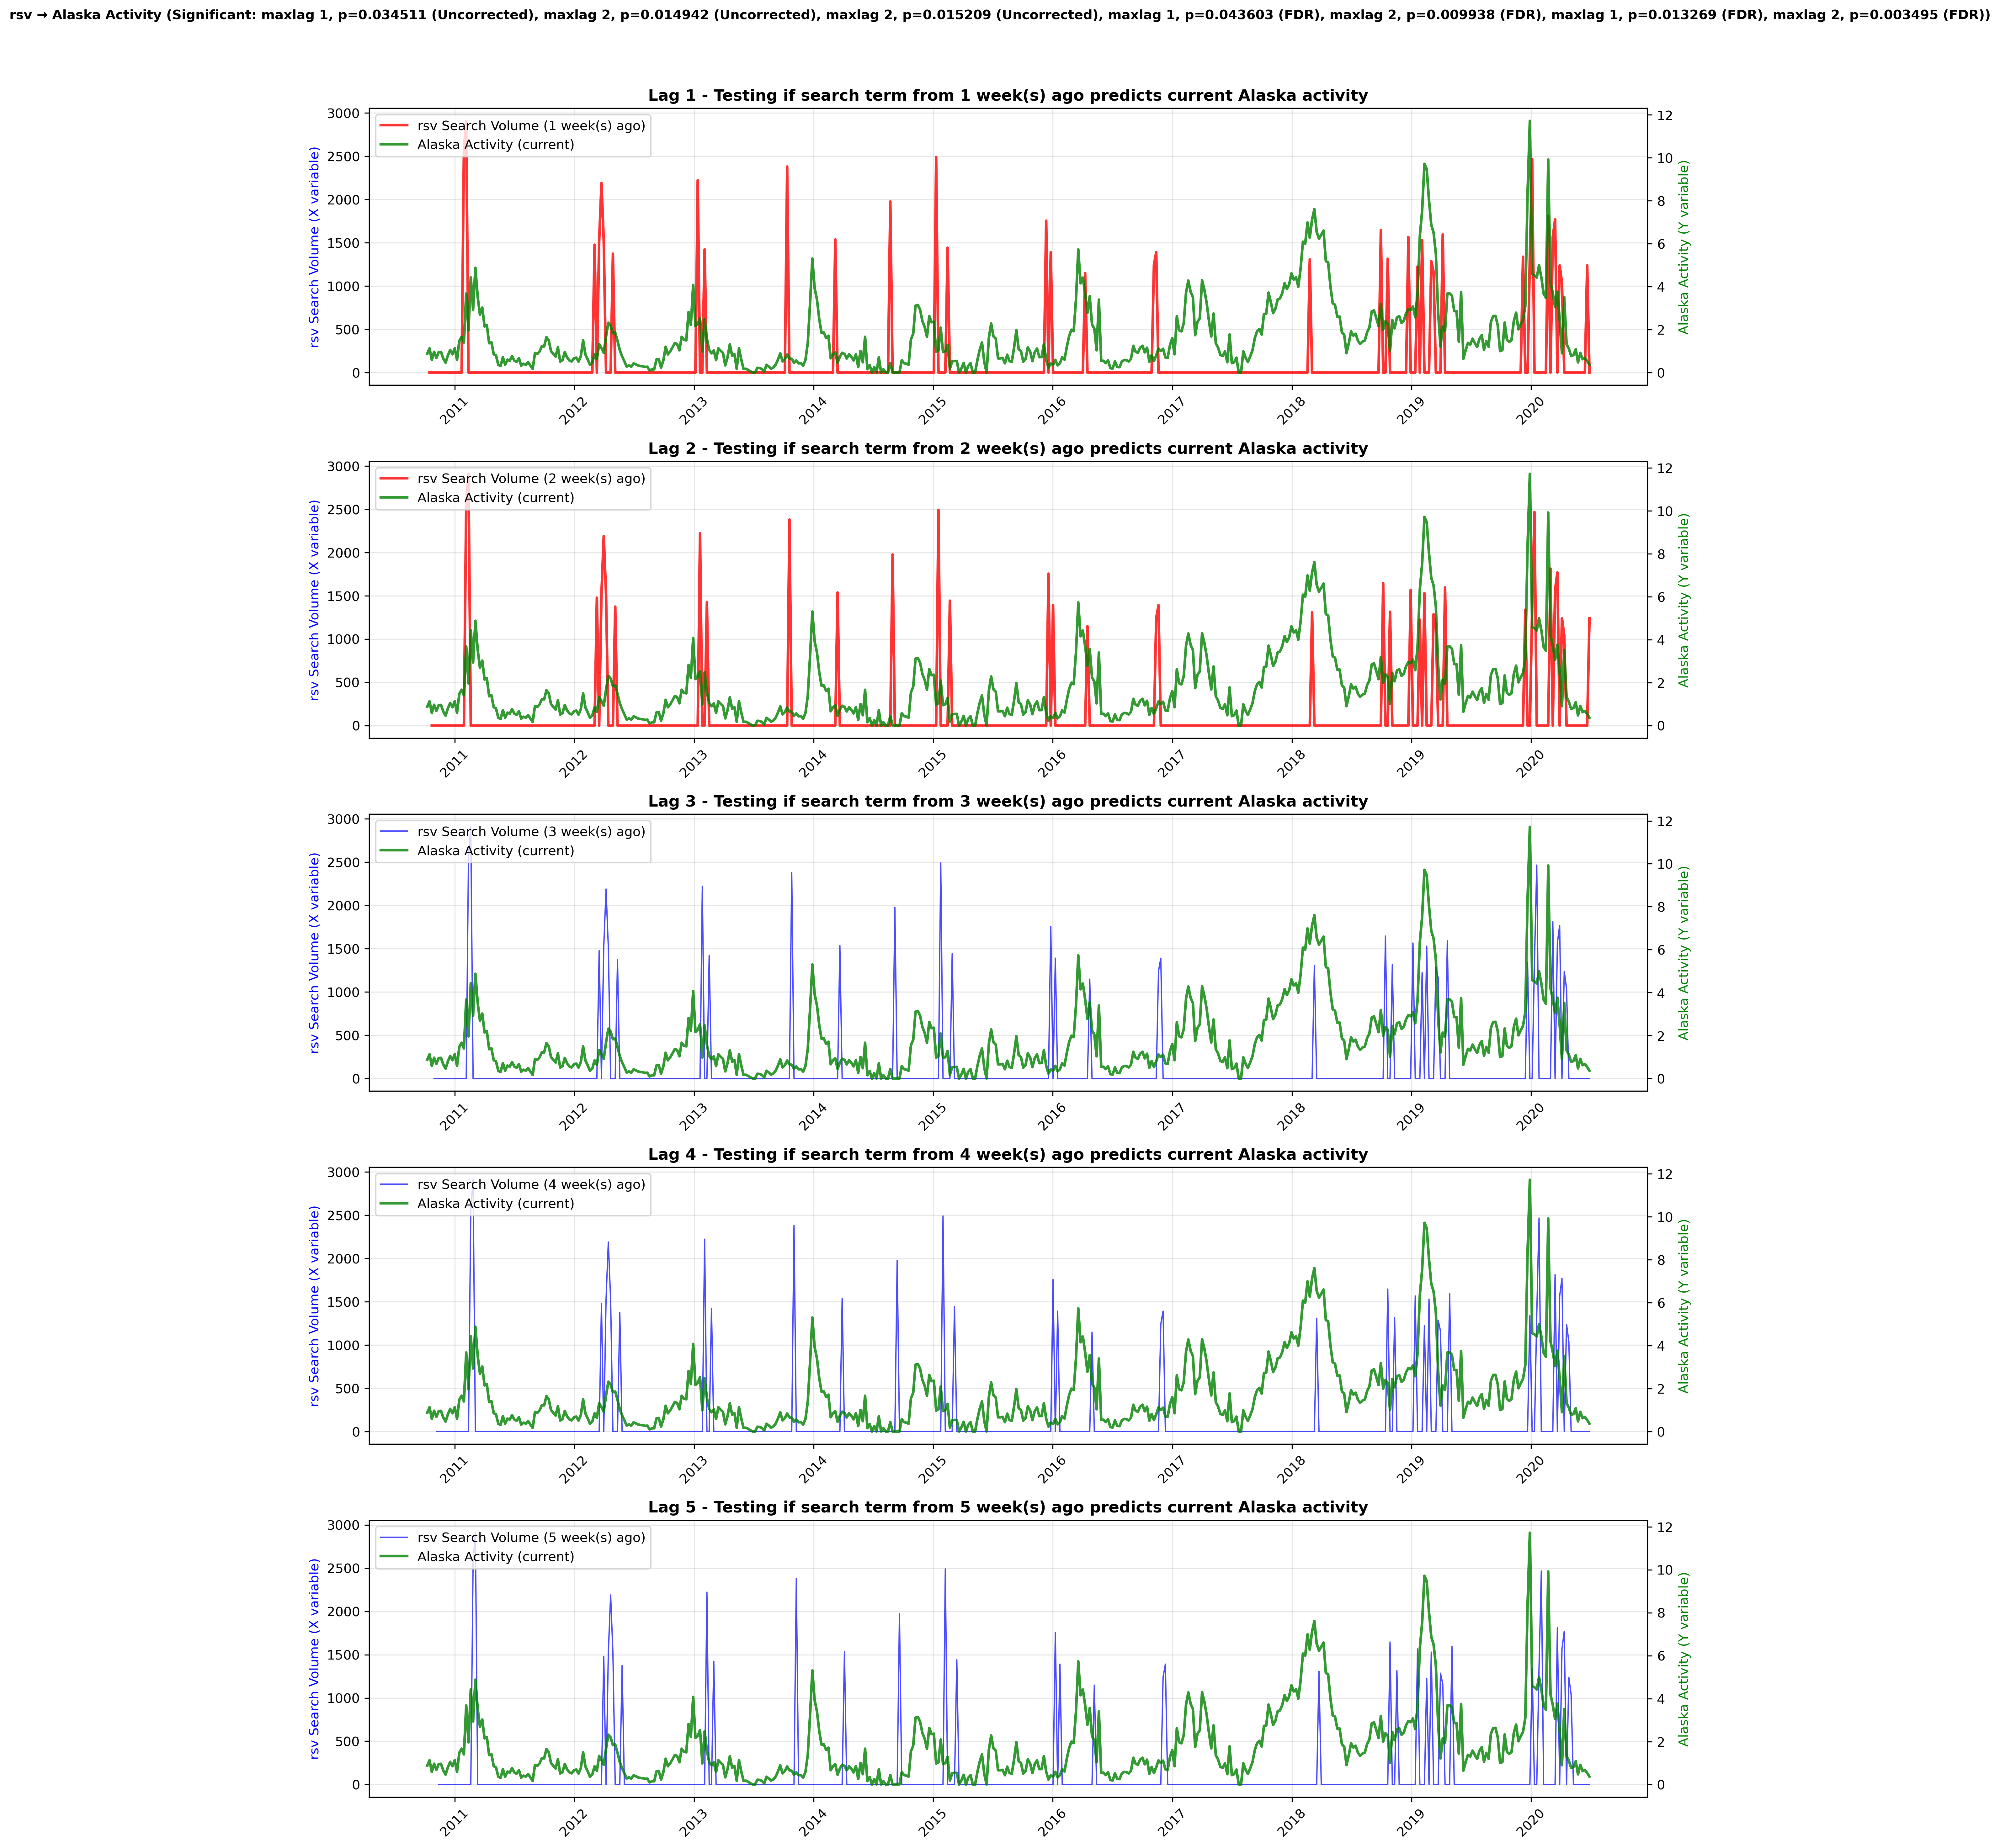 rsv → Alaska Activity (Significant: maxlag 1, p=0.034511 (Uncorrected), maxlag 2, p=0.014942 (Uncorrected), maxlag 2, p=0.015209 (Uncorrected), maxlag 1, p=0.043603 (FDR), maxlag 2, p=0.009938 (FDR), maxlag 1, p=0.013269 (FDR), maxlag 2, p=0.003495 (FDR))
Lag 1 - Testing if search term from 1 week(s) ago predicts current Alaska activity
rsv Search Volume (1 week(s) ago)
Alaska Activity (current)
rsv Search Volume (X variable)
3000
2500
2000
1500
1000
500
0
12
10
8
6
4
2
0
Alaska Activity (Y variable)
2011 2012 2013 2014 2015 2016 2017 2018 2019 2020
Lag 2 - Testing if search term from 2 week(s) ago predicts current Alaska activity
rsv Search Volume (2 week(s) ago)
Alaska Activity (current)
rsv Search Volume (X variable)
3000
2500
2000
1500
1000
500
0
12
10
8
6
4
2
0
Alaska Activity (Y variable)
2011 2012 2013 2014 2015 2016 2017 2018 2019 2020
Lag 3 - Testing if search term from 3 week(s) ago predicts current Alaska activity
rsv Search Volume (3 week(s) ago)
Alaska Activity (current)
rsv Search Volume (X variable)
3000
2500
2000
1500
1000
500
0
12
10
8
6
4
2
0
Alaska Activity (Y variable)
2011 2012 2013 2014 2015 2016 2017 2018 2019 2020
Lag 4 - Testing if search term from 4 week(s) ago predicts current Alaska activity
rsv Search Volume (4 week(s) ago)
Alaska Activity (current)
rsv Search Volume (X variable)
3000
2500
2000
1500
1000
500
0
12
10
8
6
4
2
0
Alaska Activity (Y variable)
2011 2012 2013 2014 2015 2016 2017 2018 2019 2020
Lag 5 - Testing if search term from 5 week(s) ago predicts current Alaska activity
rsv Search Volume (5 week(s) ago)
Alaska Activity (current)
rsv Search Volume (X variable)
3000
2500
2000
1500
1000
500
0
12
10
8
6
4
2
0
Alaska Activity (Y variable)
2011 2012 2013 2014 2015 2016 2017 2018 2019 2020